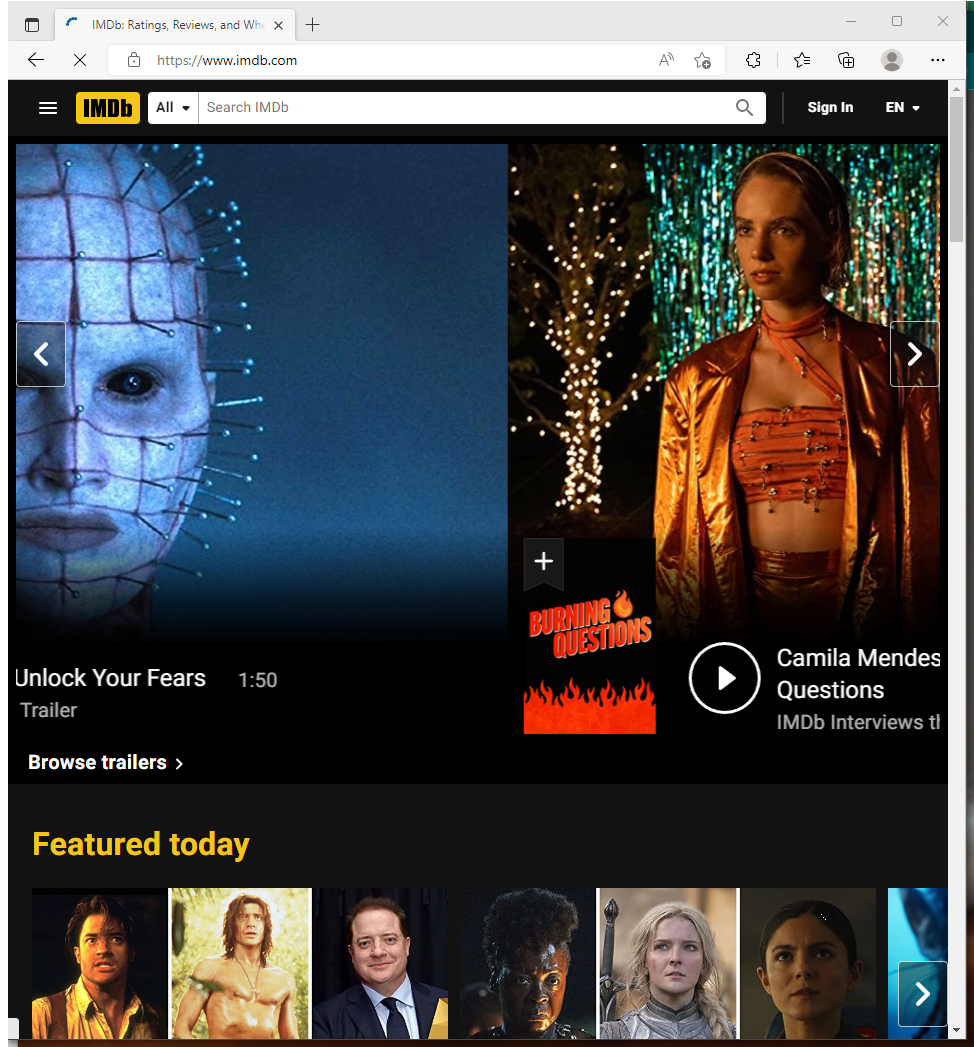 IMDb: Ratings, Reviews, and Whe
https://www.imdb.com
IMDb
All
Search IMDb
Sign In
EN
BURNING
QUESTIONS
Unlock Your Fears 1:50
Trailer
Camila Mendes
Questions
IMDb Interviews th
Browse trailers
Featured today